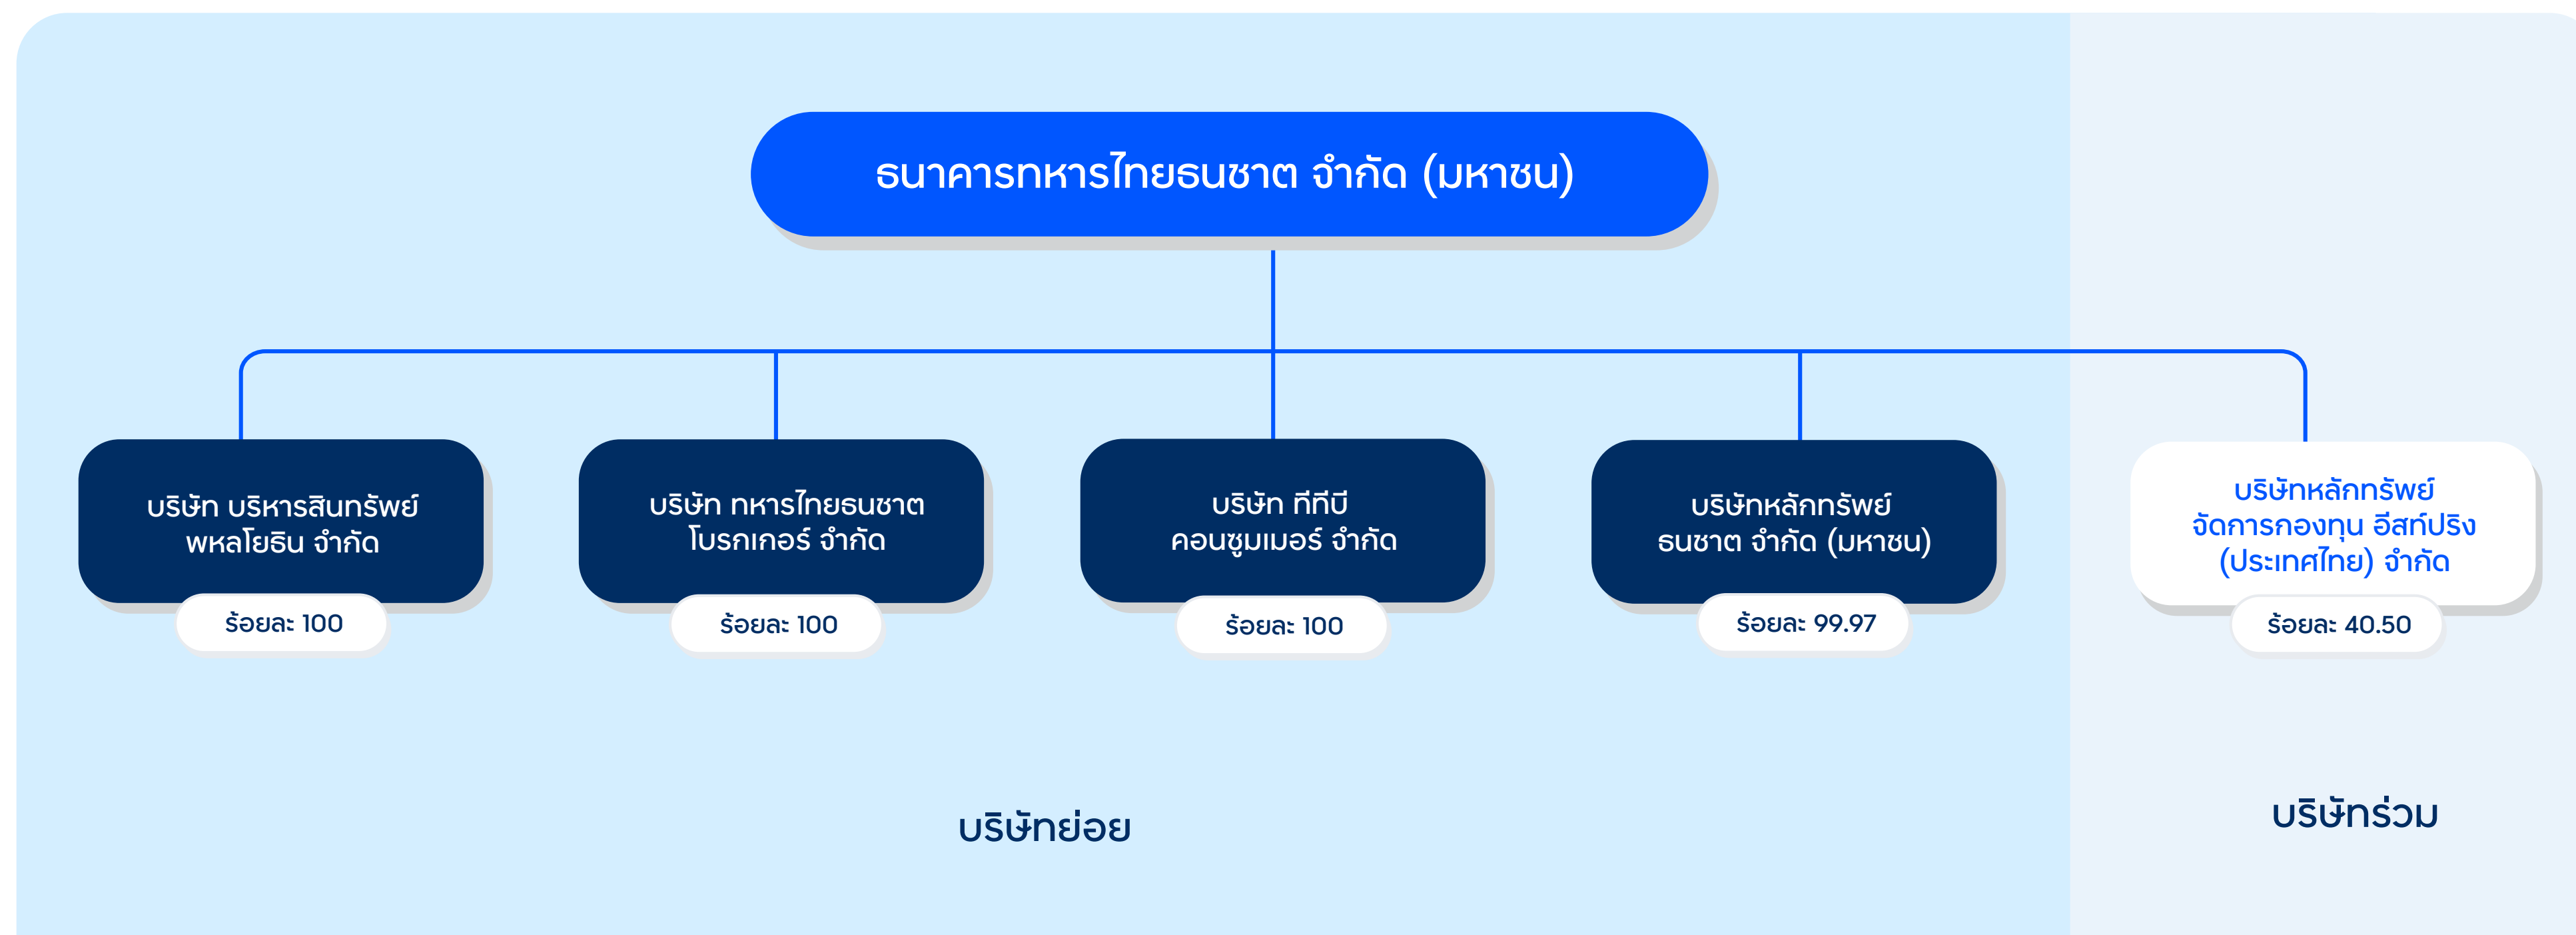 ธนาคารทหารไทยธนชาต จำกัด (มหาชน)
บริษัท บริหารสินทรัพย์
พหลโยธิน จำกัด
ร้อยละ 100
บริษัท ทหารไทยธนชาต
โบรกเกอร์ จำกัด
ร้อยละ 100
บริษัท ทีทีบี
คอนซูมเมอร์ จำกัด
ร้อยละ 100
บริษัทหลักทรัพย์
ธนชาต จำกัด (มหาชน)
ร้อยละ 99.97
บริษัทหลักทรัพย์
จัดการกองทุน อีสท์ปริง
(ประเทศไทย) จำกัด
ร้อยละ 40.50
บริษัทย่อย
บริษัทร่วม